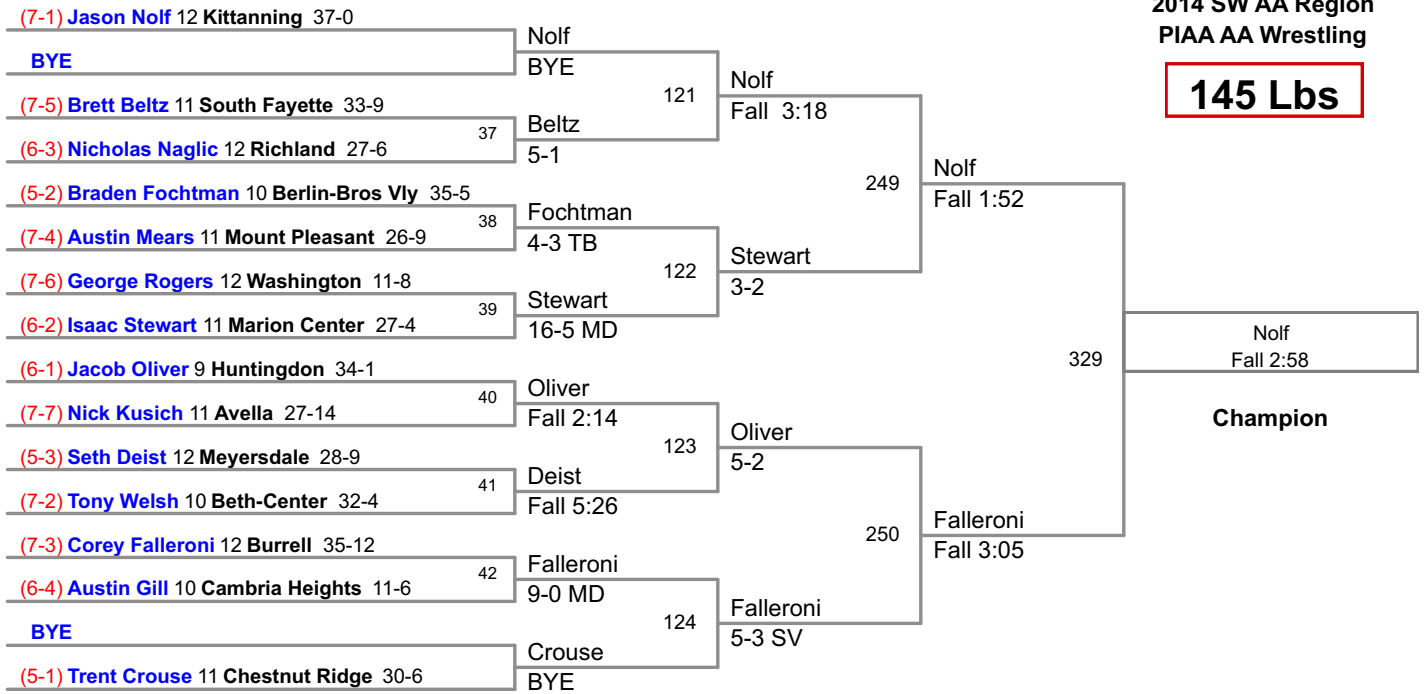 2014 SW AA Region
PIAA AA Wrestling
145 Lbs
(7-1) Jason Nolf 12 Kittanning 37-0
BYE
(7-5) Brett Beltz 11 South Fayette 33-9
(6-3) Nicholas Naglic 12 Richland 27-6
(5-2) Braden Fochtman 10 Berlin-Bros Vly 35-5
(7-4) Austin Mears 11 Mount Pleasant 26-9
(7-6) George Rogers 12 Washington 11-8
(6-2) Isaac Stewart 11 Marion Center 27-4
(6-1) Jacob Oliver 9 Huntingdon 34-1
(7-7) Nick Kusich 11 Avella 27-14
(5-3) Seth Deist 12 Meyersdale 28-9
(7-2) Tony Welsh 10 Beth-Center 32-4
(7-3) Corey Falleroni 12 Burrell 35-12
(6-4) Austin Gill 10 Cambria Heights 11-6
BYE
(5-1) Trent Crouse 11 Chestnut Ridge 30-6
Nolf
BYE
37
Beltz
5-1
38
Fochtman
4-3 TB
39
Stewart
16-5 MD
40
Oliver
Fall 2:14
41
Deist
Fall 5:26
42
Falleroni
9-0 MD
Crouse
BYE
121
Nolf
Fall 3:18
122
Stewart
3-2
123
Oliver
5-2
124
Falleroni
5-3 SV
249
Nolf
Fall 1:52
250
Falleroni
Fall 3:05
329
Nolf
Fall 2:58
Champion